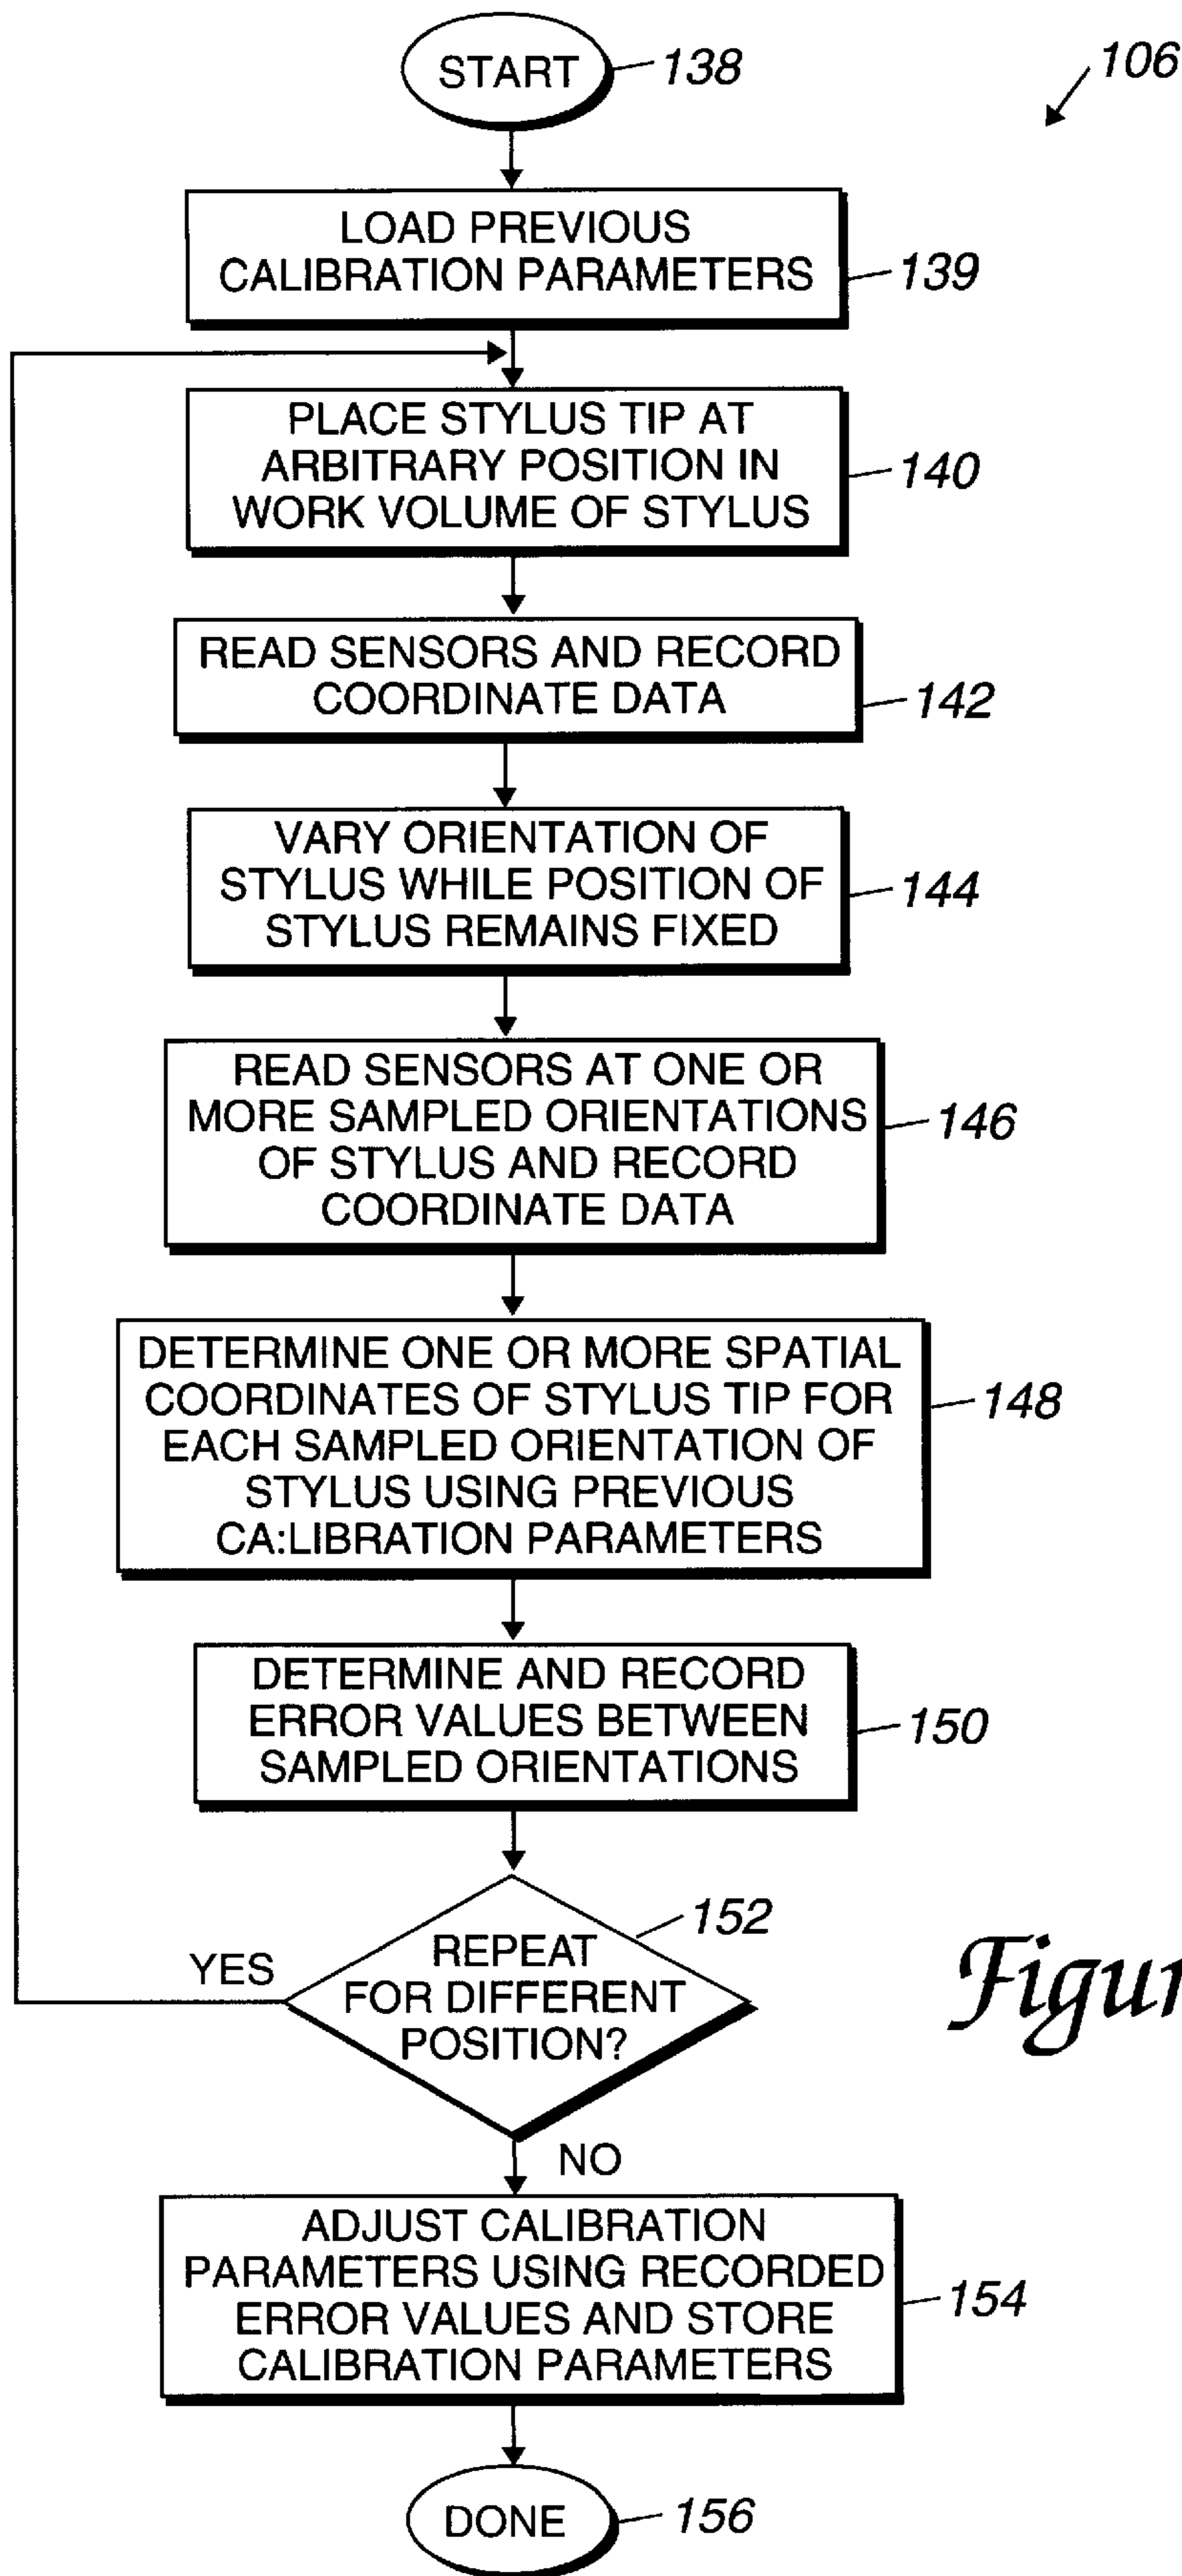 START
138
106
LOAD PREVIOUS
CALIBRATION PARAMETERS
139
PLACE STYLUS TIP AT
ARBITRARY POSITION IN
WORK VOLUME OF STYLUS
140
READ SENSORS AND RECORD
COORDINATE DATA
142
VARY ORIENTATION OF
STYLUS WHILE POSITION OF
STYLUS REMAINS FIXED
144
READ SENSORS AT ONE OR
MORE SAMPLED ORIENTATIONS
OF STYLUS AND RECORD
COORDINATE DATA
146
DETERMINE ONE OR MORE SPATIAL
COORDINATES OF STYLUS TIP FOR
EACH SAMPLED ORIENTATION OF
STYLUS USING PREVIOUS
CA:LIBRATION PARAMETERS
148
DETERMINE AND RECORD
ERROR VALUES BETWEEN
SAMPLED ORIENTATIONS
150
REPEAT
FOR DIFFERENT
POSITION?
152
YES
NO
Figur
ADJUST CALIBRATION
PARAMETERS USING RECORDED
ERROR VALUES AND STORE
CALIBRATION PARAMETERS
154
DONE
156